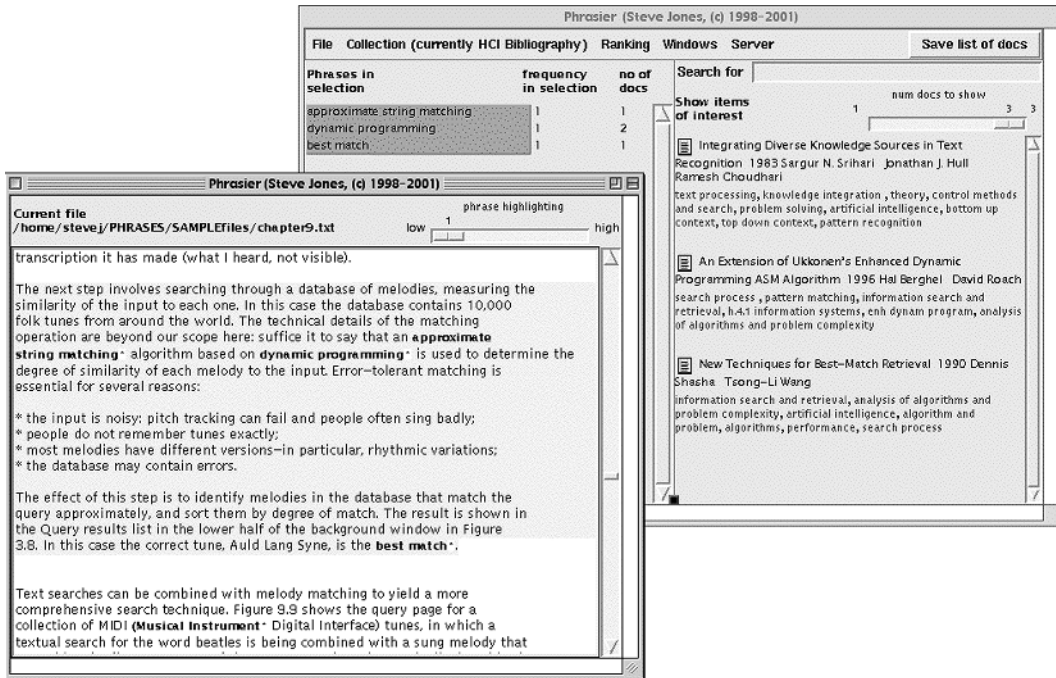 Phrasier (Steve Jones, (c) 1998-2001)
File Collection (currently HCI Bibliography) Ranking Windows Server Save list of docs
Phrases in selection frequency in selection no of docs
approximate string matching 1 1
dynamic programming 1 2
best match 1 1
Search for
Show items of interest
num docs to show
1 3 3
Integrating Diverse Knowledge Sources in Text
Recognition 1983 Sargur N. Srihari Jonathan J. Hull
Ramesh Choudhari
text processing, knowledge integration , theory, control methods
and search, problem solving, artificial intelligence, bottom up
context, top down context, pattern recognition
An Extension of Ukkonen's Enhanced Dynamic
Programming ASM Algorithm 1996 Hal Berghel David Roach
search process , pattern matching, information search and
retrieval, h.4.1 information systems, enh dynam program, analysis
of algorithms and problem complexity
New Techniques for Best-Match Retrieval 1990 Dennis
Shasha Tsong-Li Wang
information search and retrieval, analysis of algorithms and
problem complexity, artificial intelligence, algorithm and
problem, algorithms, performance, search process
Phrasier (Steve Jones, (c) 1998-2001)
Current file
/home/stevej/PHRASES/SAMPLEfiles/chapter9.txt
phrase highlighting
1
low high
transcription it has made (what I heard, not visible).
The next step involves searching through a database of melodies, measuring the
similarity of the input to each one. In this case the database contains 10,000
folk tunes from around the world. The technical details of the matching
operation are beyond our scope here: suffice it to say that an approximate
string matching* algorithm based on dynamic programming* is used to determine the
degree of similarity of each melody to the input. Error-tolerant matching is
essential for several reasons:
* the input is noisy: pitch tracking can fail and people often sing badly;
* people do not remember tunes exactly;
* most melodies have different versions-in particular, rhythmic variations;
* the database may contain errors.
The effect of this step is to identify melodies in the database that match the
query approximately, and sort them by degree of match. The result is shown in
the Query results list in the lower half of the background window in Figure
3.8. In this case the correct tune, Auld Lang Syne, is the best match*.
Text searches can be combined with melody matching to yield a more
comprehensive search technique. Figure 9.9 shows the query page for a
collection of MIDI (Musical Instrument* Digital Interface) tunes, in which a
textual search for the word beatles is being combined with a sung melody that